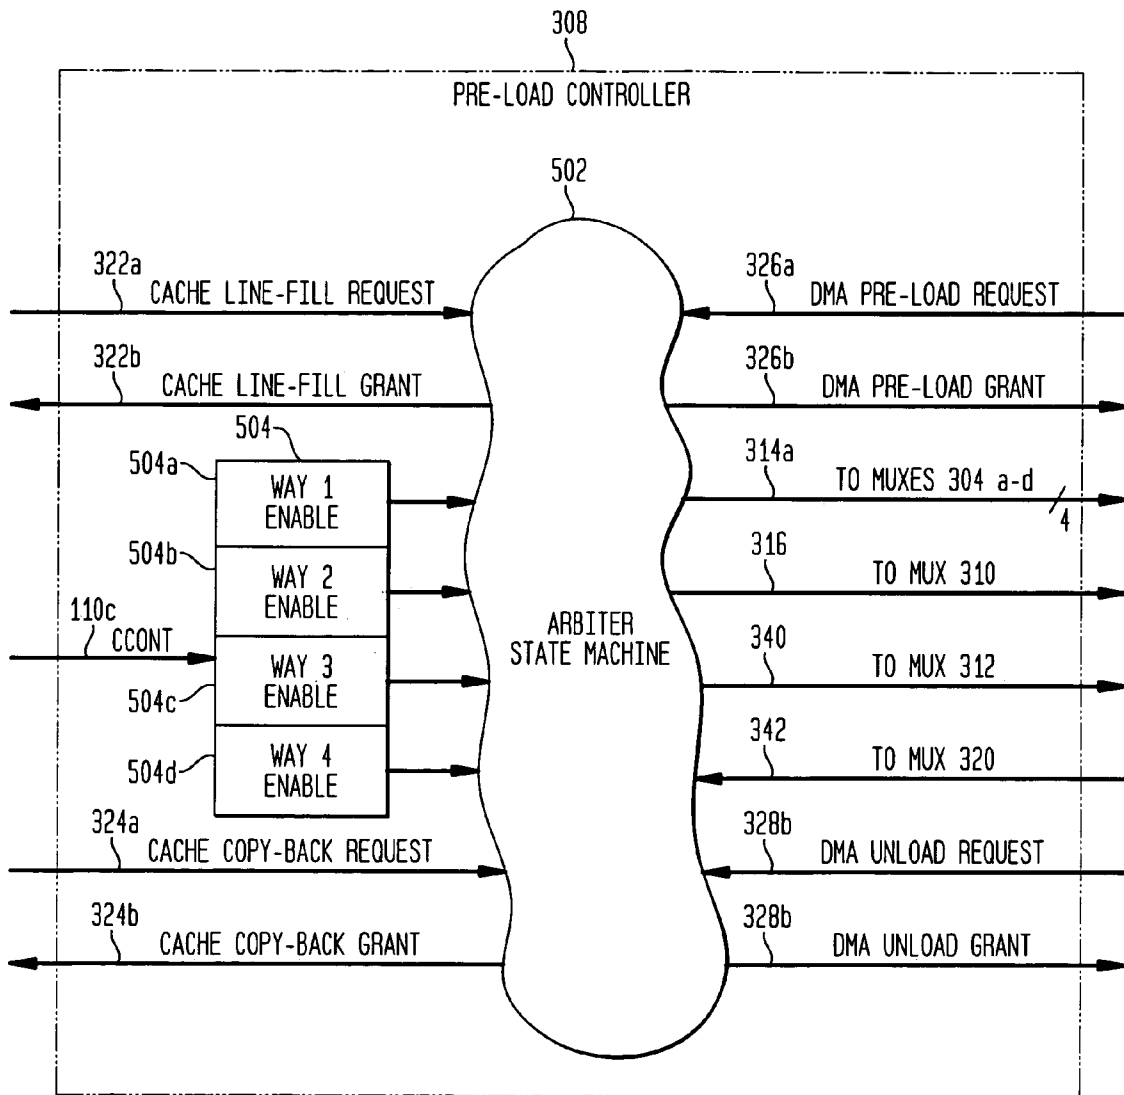 308
PRE-LOAD CONTROLLER
502
322a
CACHE LINE-FILL REQUEST
326a
DMA PRE-LOAD REQUEST
322b
CACHE LINE-FILL GRANT
326b
DMA PRE-LOAD GRANT
504
504a
WAY 1
ENABLE
314a
TO MUXES 304 a-d
4
504b
WAY 2
ENABLE
316
TO MUX 310
110c
CCONT
ARBITER
STATE MACHINE
504c
WAY 3
ENABLE
340
TO MUX 312
504d
WAY 4
ENABLE
342
TO MUX 320
324a
CACHE COPY-BACK REQUEST
328b
DMA UNLOAD REQUEST
324b
CACHE COPY-BACK GRANT
328b
DMA UNLOAD GRANT